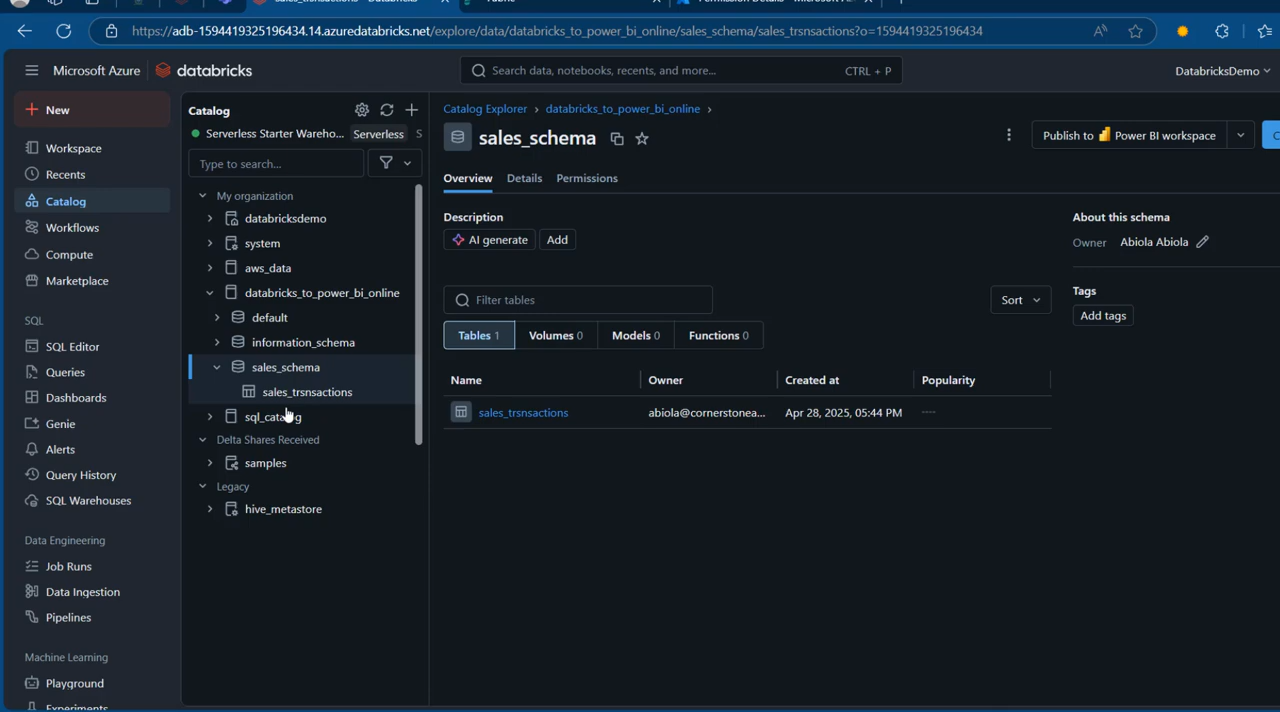 https://adb-1594419325196434.14.azuredatabricks.net/explore/data/databricks_to_power_bi_online/sales_schema/sales_trsnsactions?o=1594419325196434
Microsoft Azure databricks
Search data, notebooks, recents, and more... CTRL + P
DatabricksDemo
New
Workspace
Recents
Catalog
Workflows
Compute
Marketplace
SQL
SQL Editor
Queries
Dashboards
Genie
Alerts
Query History
SQL Warehouses
Data Engineering
Job Runs
Data Ingestion
Pipelines
Machine Learning
Playground
Experiments
Catalog
Serverless Starter Wareho... Serverless S
Type to search...
My organization
databricksdemo
system
aws_data
databricks_to_power_bi_online
default
information_schema
sales_schema
sales_trsnsactions
sql_catalog
Delta Shares Received
samples
Legacy
hive_metastore
Catalog Explorer > databricks_to_power_bi_online >
sales_schema
Publish to Power BI workspace
Overview Details Permissions
Description
AI generate Add
Filter tables
Sort
Tables 1 Volumes 0 Models 0 Functions 0
Name Owner Created at Popularity
sales_trsnsactions abiola@cornerstonea... Apr 28, 2025, 05:44 PM
About this schema
Owner Abiola Abiola
Tags
Add tags